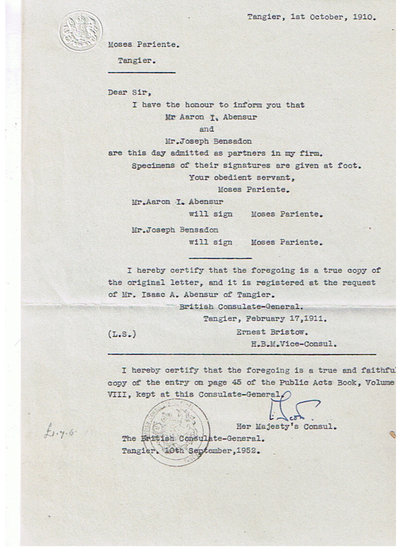 Tangier, 1st October, 1910.
Moses Pariente.
Tangier.
Dear Sir,
I have the honour to inform you that
Mr Aaron I. Abensur
and
Mr.Joseph Bensadon
are this day admitted as partners in my firm.
Specimens of their signatures are given at foot.
Your obedient servant,
Moses Pariente.
Mr.Aaron I. Abensur
will sign Moses Pariente.
Mr.Joseph Bensadon
will sign Moses Pariente.
I hereby certify that the foregoing is a true copy of
the original letter, and it is registered at the request
of Mr. Isaac A. Abensur of Tangier.
British Consulate-General.
Tangier, February 17,1911.
(L.S.) Ernest Bristow.
H.B.M.Vice-Consul.
I hereby certify that the foregoing is a true and faithful
copy of the entry on page 45 of the Public Acts Book, Volume
VIII, kept at this Consulate-General.
Her Majesty's Consul.
£1.7.6
The British Consulate-General.
Tangier. 10th September,1952.